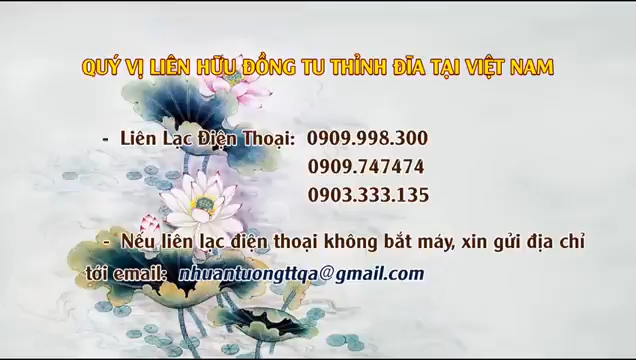 QUÝ VỊ LIÊN HỮU ĐỒNG TU THỈNH ĐĨA TẠI VIỆT NAM
- Liên Lạc Điện Thoại: 0909.998.300
0909.747474
0903.333.135
- Nếu liên lạc điện thoại không bắt máy, xin gửi địa chỉ
tới email: nhuantuongttqa@gmail.com